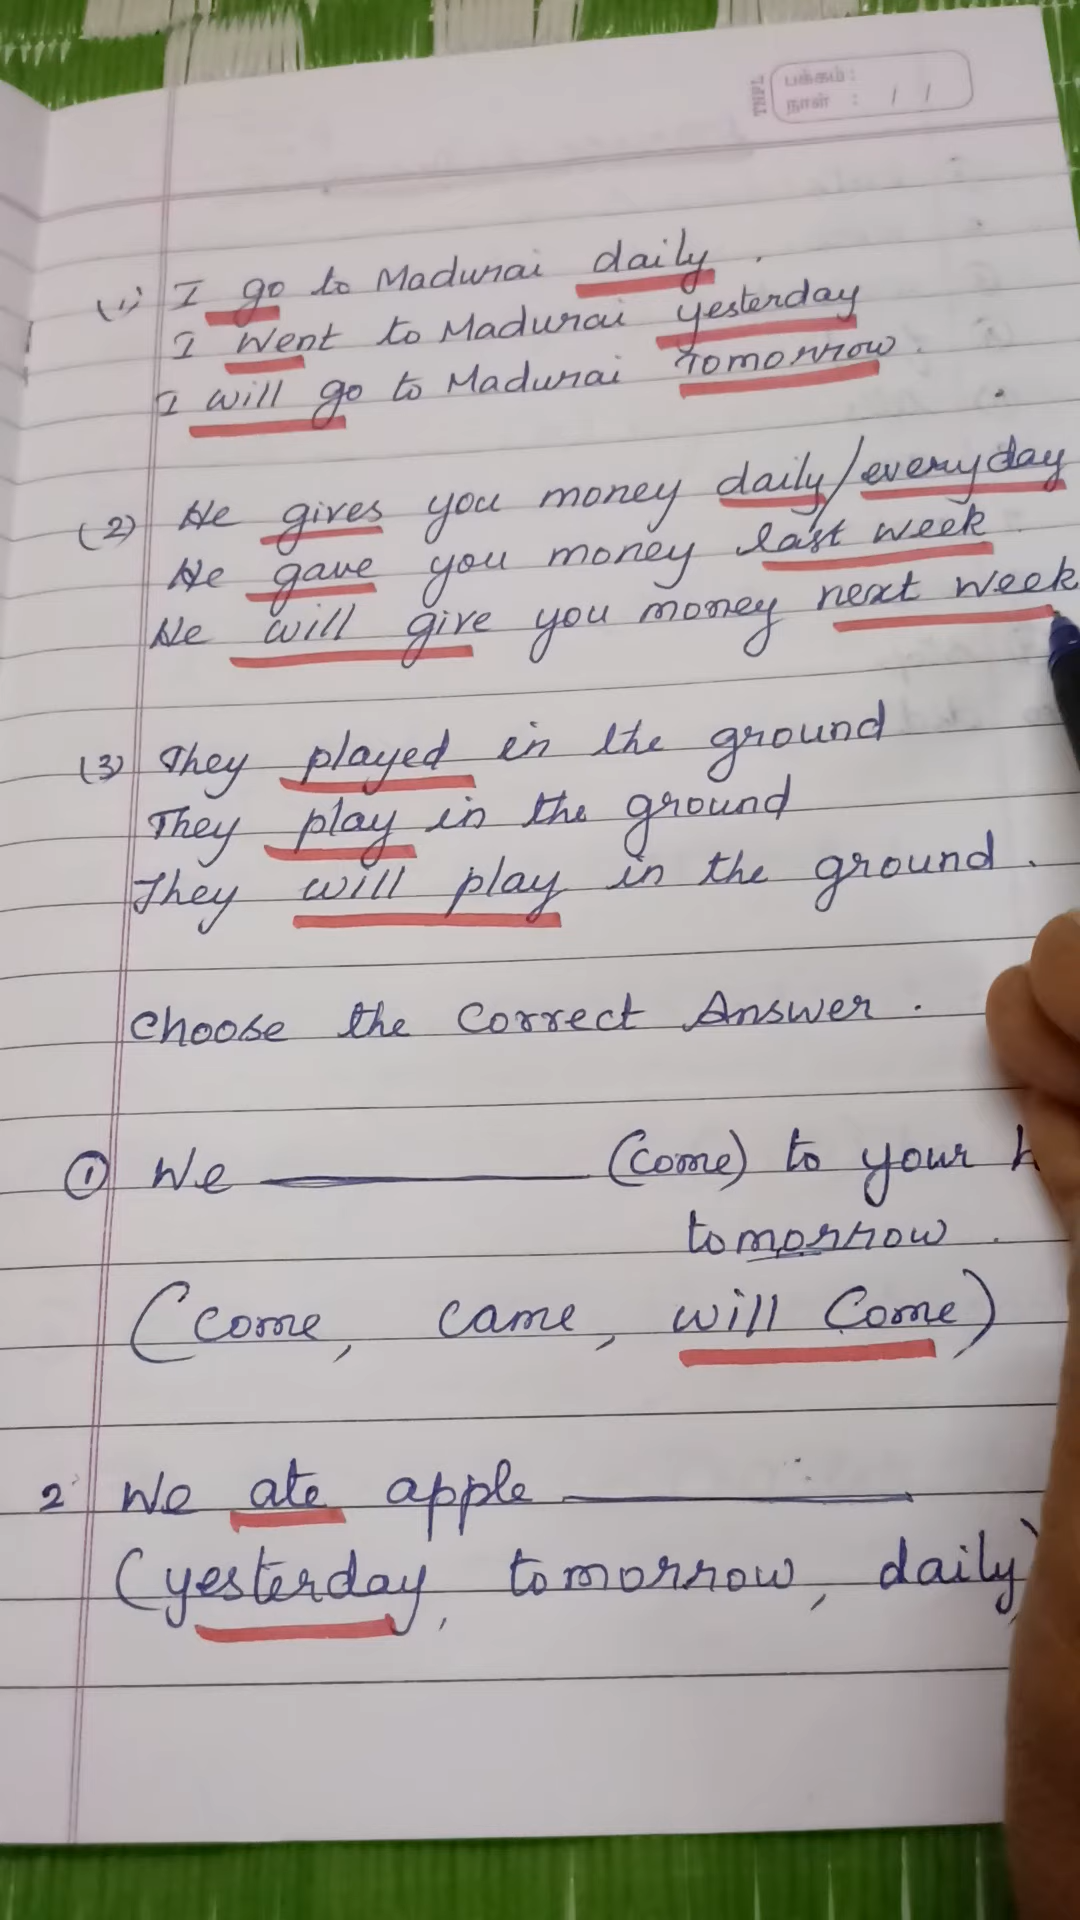 TNPL
பக்கம் :
நாள் : / /
(1) I go to Madurai daily .
I went to Madurai yesterday
I will go to Madurai tomorrow .
(2) He gives you money daily/everyday
He gave you money last week
He will give you money next week
(3) They played in the ground
They play in the ground
They will play in the ground .
choose the Correct Answer .
① We ________ (come) to your
tomorrow .
(come, came, will Come)
2 We ate apple ________
(yesterday, tomorrow, daily)